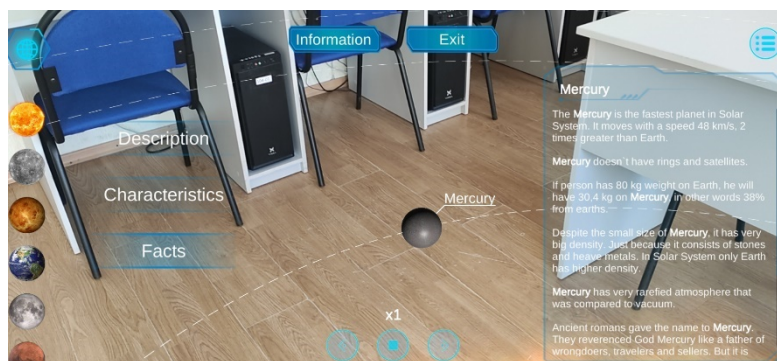 Information
Exit
Description
Characteristics
Facts
Mercury
x1
Mercury
The Mercury is the fastest planet in Solar
System. It moves with a speed 48 km/s. 2
times greater than Earth.
Mercury doesn`t have rings and satellites.
If person has 80 kg weight on Earth, he will
have 30,4 kg on Mercury, in other words 38%
from earths.
Despite the small size of Mercury, it has very
big density. Just because it consists of stones
and heave metals. In Solar System only Earth
has higher density.
Mercury has very rarefied atmosphere that
was compared to vacuum.
Ancient romans gave the name to Mercury.
They reverenced God Mercury like a father of
wrongdoers, travelers and sellers. But it is